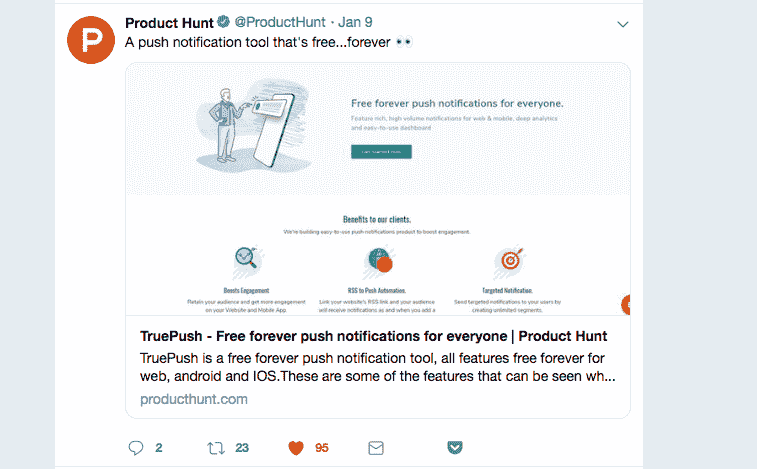 P
Product Hunt @ProductHunt · Jan 9
A push notification tool that's free...forever 👀
Free forever push notifications for everyone.
Feature rich, high volume notifications for web & mobile, deep analytics
and easy-to-use dashboard
Benefits to our clients.
We're building easy-to-use push notifications product to boost engagement.
Boosts Engagement
Retain your audience and get more engagement
on your Website and Mobile App
RSS to Push Automation.
Link your website's RSS link and your audience
will receive notifications as and when you add a
Targeted Notification.
Send targeted notifications to your users by
creating unlimited segments.
TruePush - Free forever push notifications for everyone | Product Hunt
TruePush is a free forever push notification tool, all features free forever for
web, android and IOS.These are some of the features that can be seen wh...
producthunt.com
2 23 95